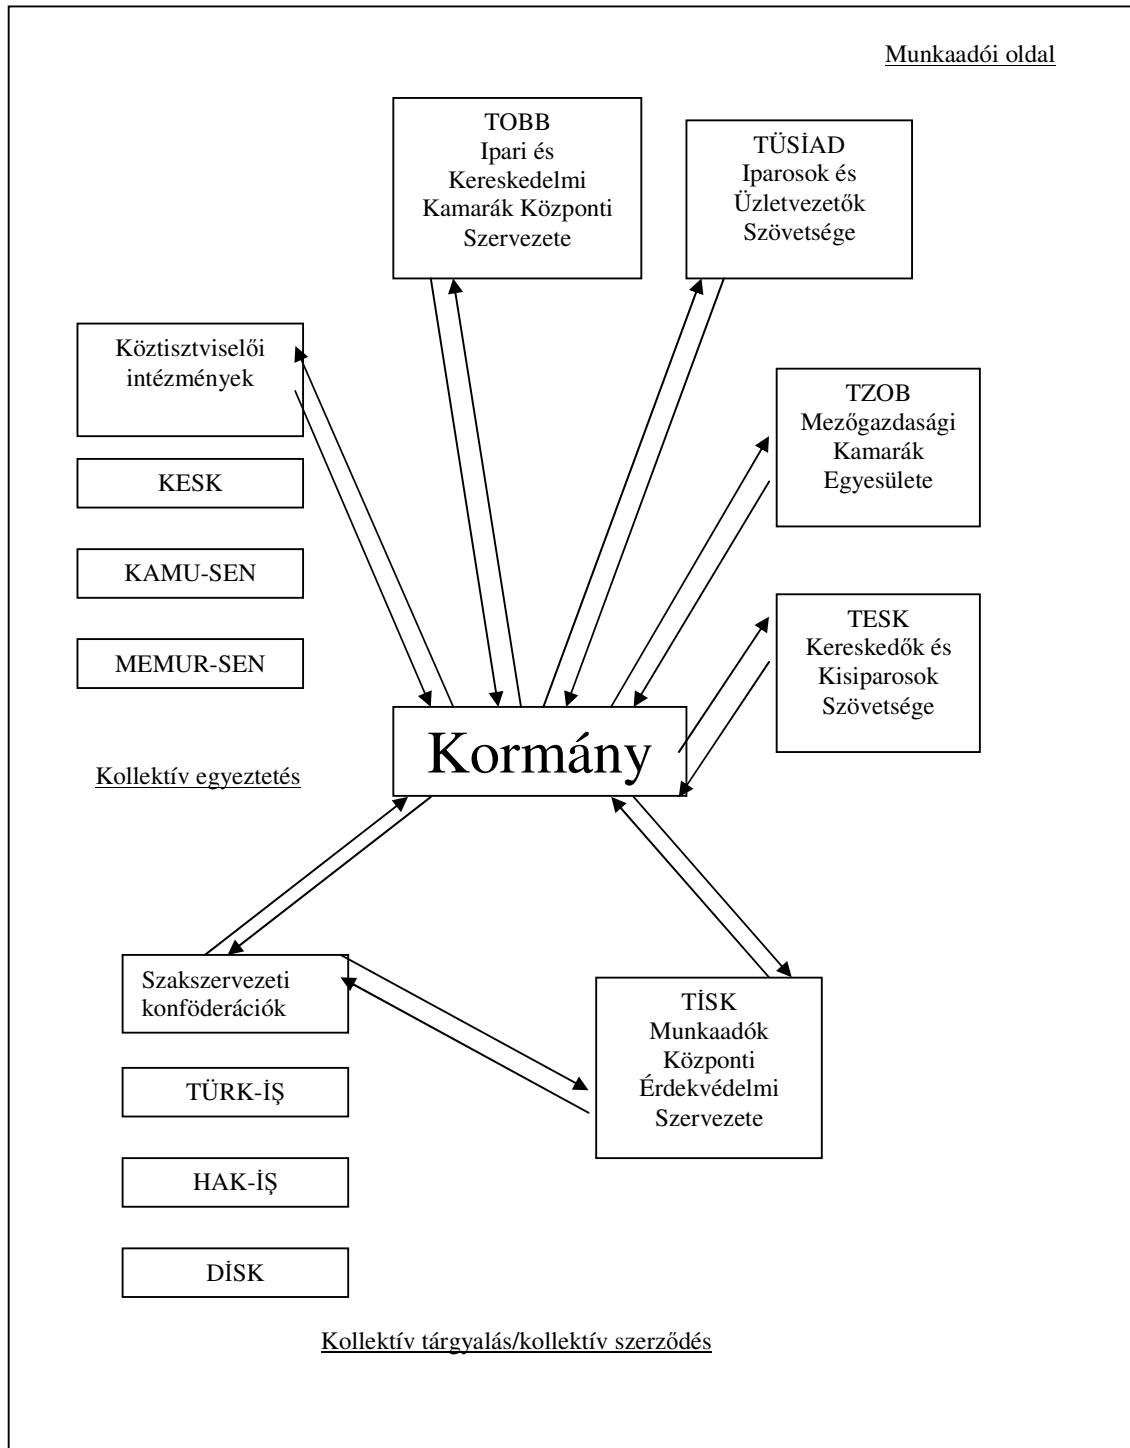 Munkaadói oldal
TOBB
Ipari és
Kereskedelmi
Kamarák Központi
Szervezete
TÜSİAD
Iparosok és
Üzletvezetők
Szövetsége
Köztisztviselői
intézmények
TZOB
Mezőgazdasági
Kamarák
Egyesülete
KESK
KAMU-SEN
MEMUR-SEN
TESK
Kereskedők és
Kisiparosok
Szövetsége
Kormány
Kollektív egyeztetés
Szakszervezeti
konföderációk
TİSK
Munkaadók
Központi
Érdekvédelmi
Szervezete
TÜRK-İŞ
HAK-İŞ
DİSK
Kollektív tárgyalás/kollektív szerződés